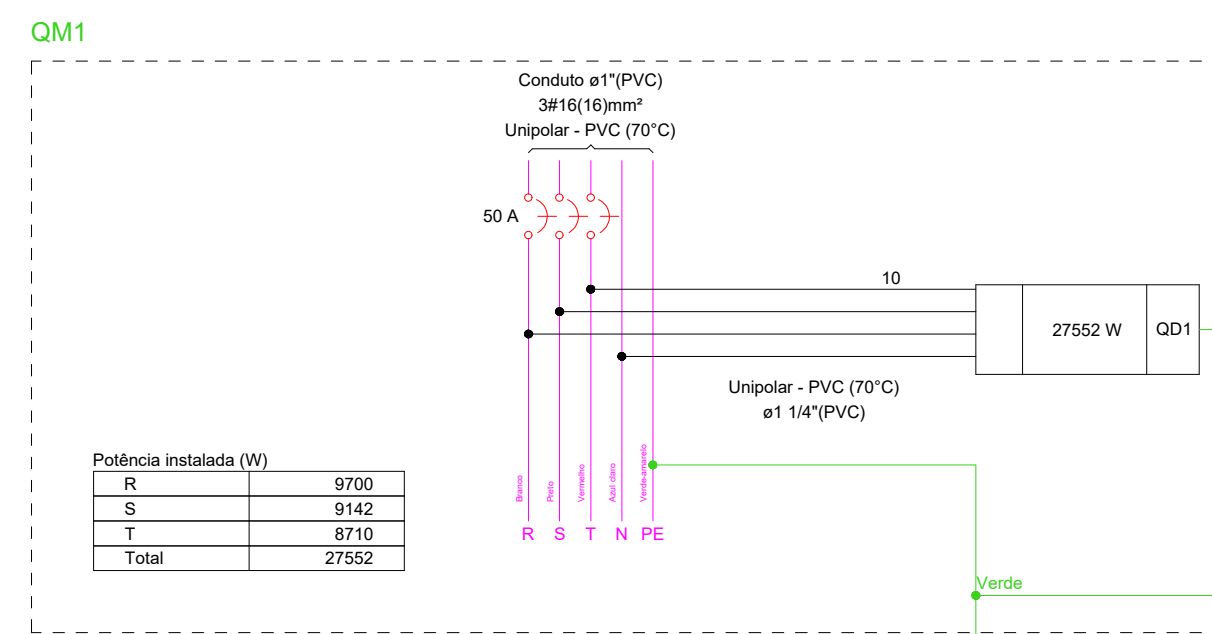 QM1
Conduto ø1"(PVC)
3#16(16)mm²
Unipolar - PVC (70°C)
50 A
10
27552 W
QD1
Unipolar - PVC (70°C)
ø1 1/4"(PVC)
Potência instalada (W)
R 9700
S 9142
T 8710
Total 27552
Branco
Preto
Vermelho
Azul claro
Verde-amarelo
R S T N PE
Verde